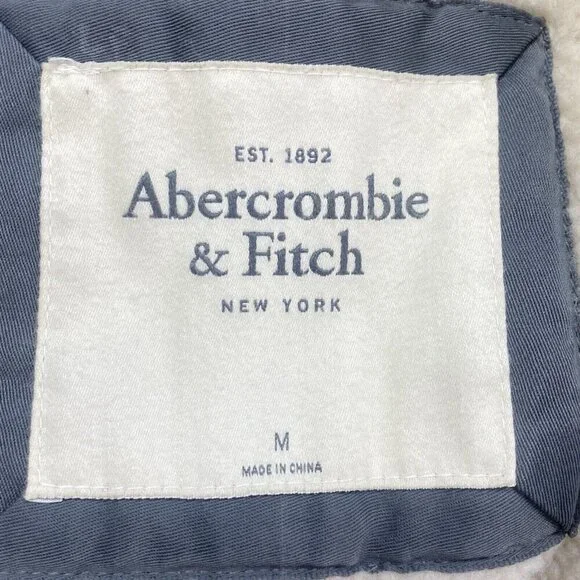 EST. 1892
Abercrombie
& Fitch
NEW YORK
M
MADE IN CHINA